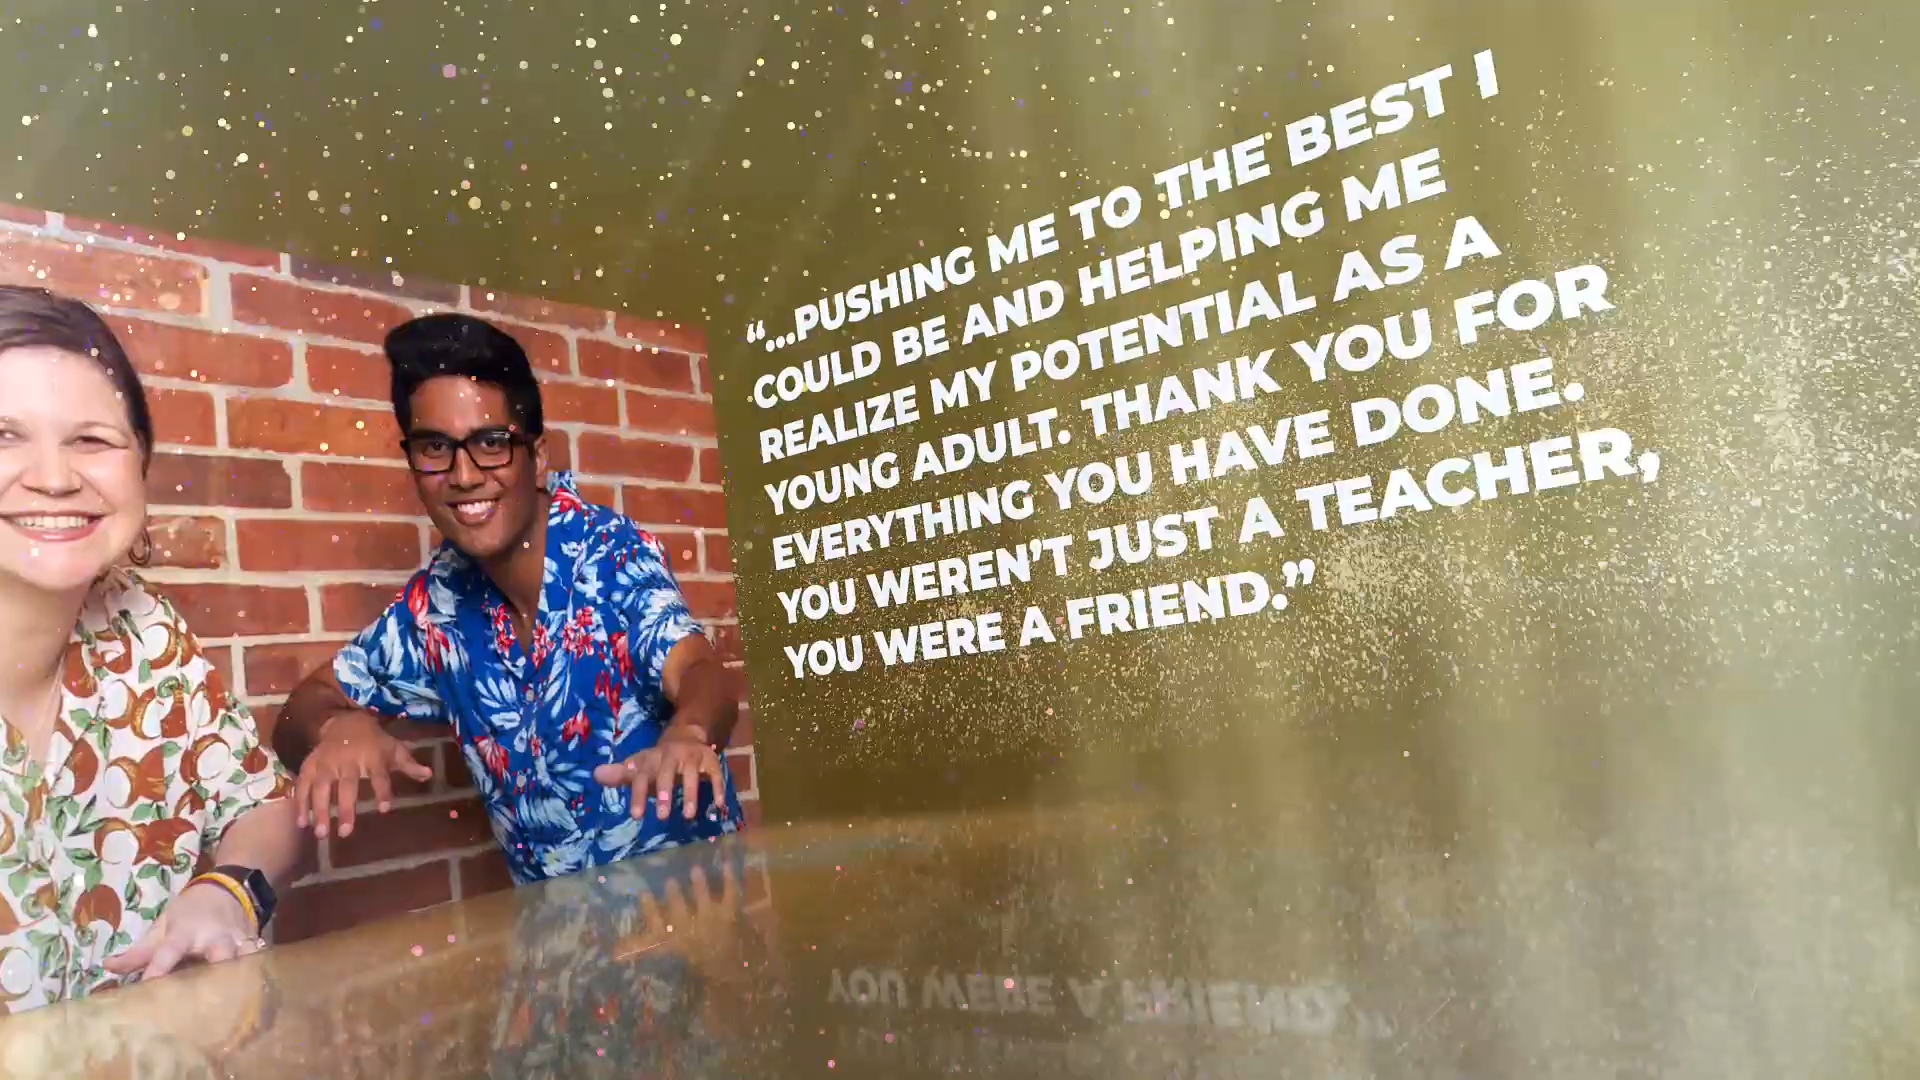 “...PUSHING ME TO THE BEST I
COULD BE AND HELPING ME
REALIZE MY POTENTIAL AS A
YOUNG ADULT. THANK YOU FOR
EVERYTHING YOU HAVE DONE.
YOU WEREN’T JUST A TEACHER,
YOU WERE A FRIEND.”